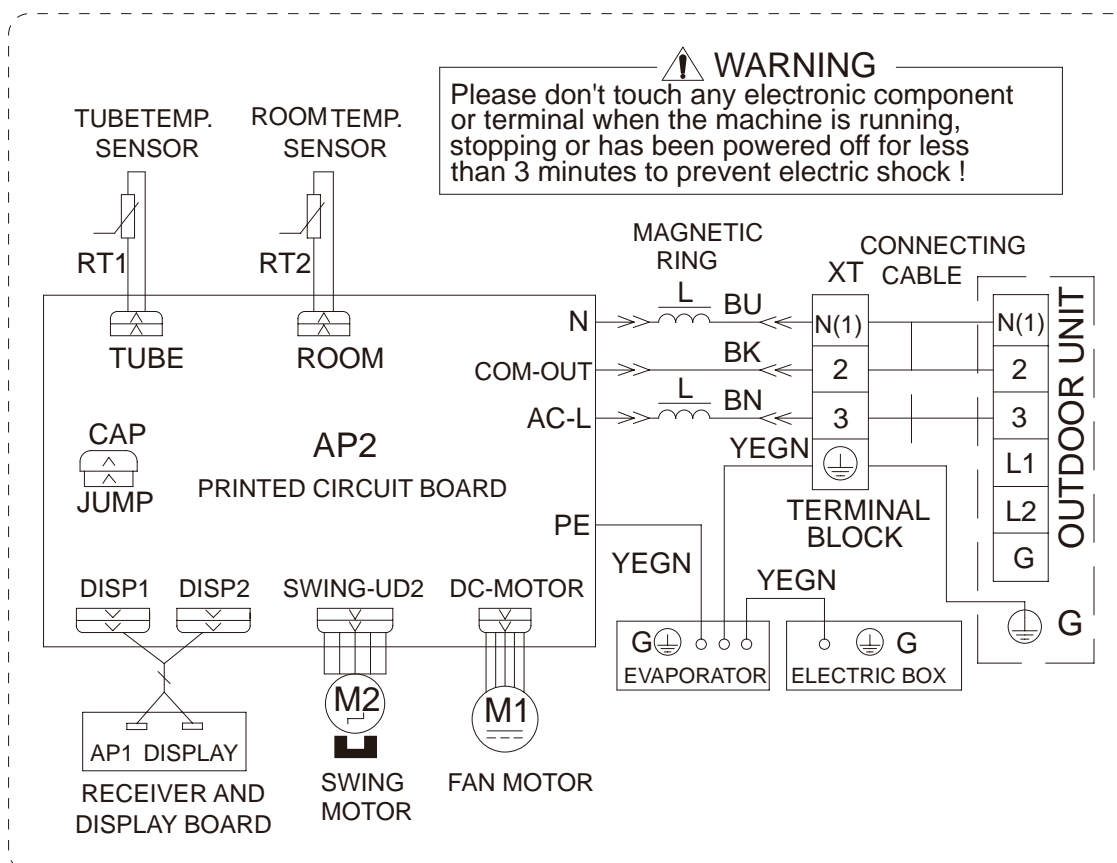 WARNING
Please don't touch any electronic component
or terminal when the machine is running,
stopping or has been powered off for less
than 3 minutes to prevent electric shock !
TUBETEMP.
SENSOR
ROOM TEMP.
SENSOR
RT1
RT2
TUBE
ROOM
MAGNETIC
RING
XT
CONNECTING
CABLE
N
L
BU
N(1)
N(1)
COM-OUT
BK
2
2
AC-L
L
BN
3
3
YEGN
L1
L2
G
OUTDOOR UNIT
TERMINAL
BLOCK
CAP
JUMP
AP2
PRINTED CIRCUIT BOARD
PE
YEGN
YEGN
G
DISP1
DISP2
SWING-UD2
DC-MOTOR
G
EVAPORATOR
G
ELECTRIC BOX
M2
M1
AP1 DISPLAY
RECEIVER AND
DISPLAY BOARD
SWING
MOTOR
FAN MOTOR